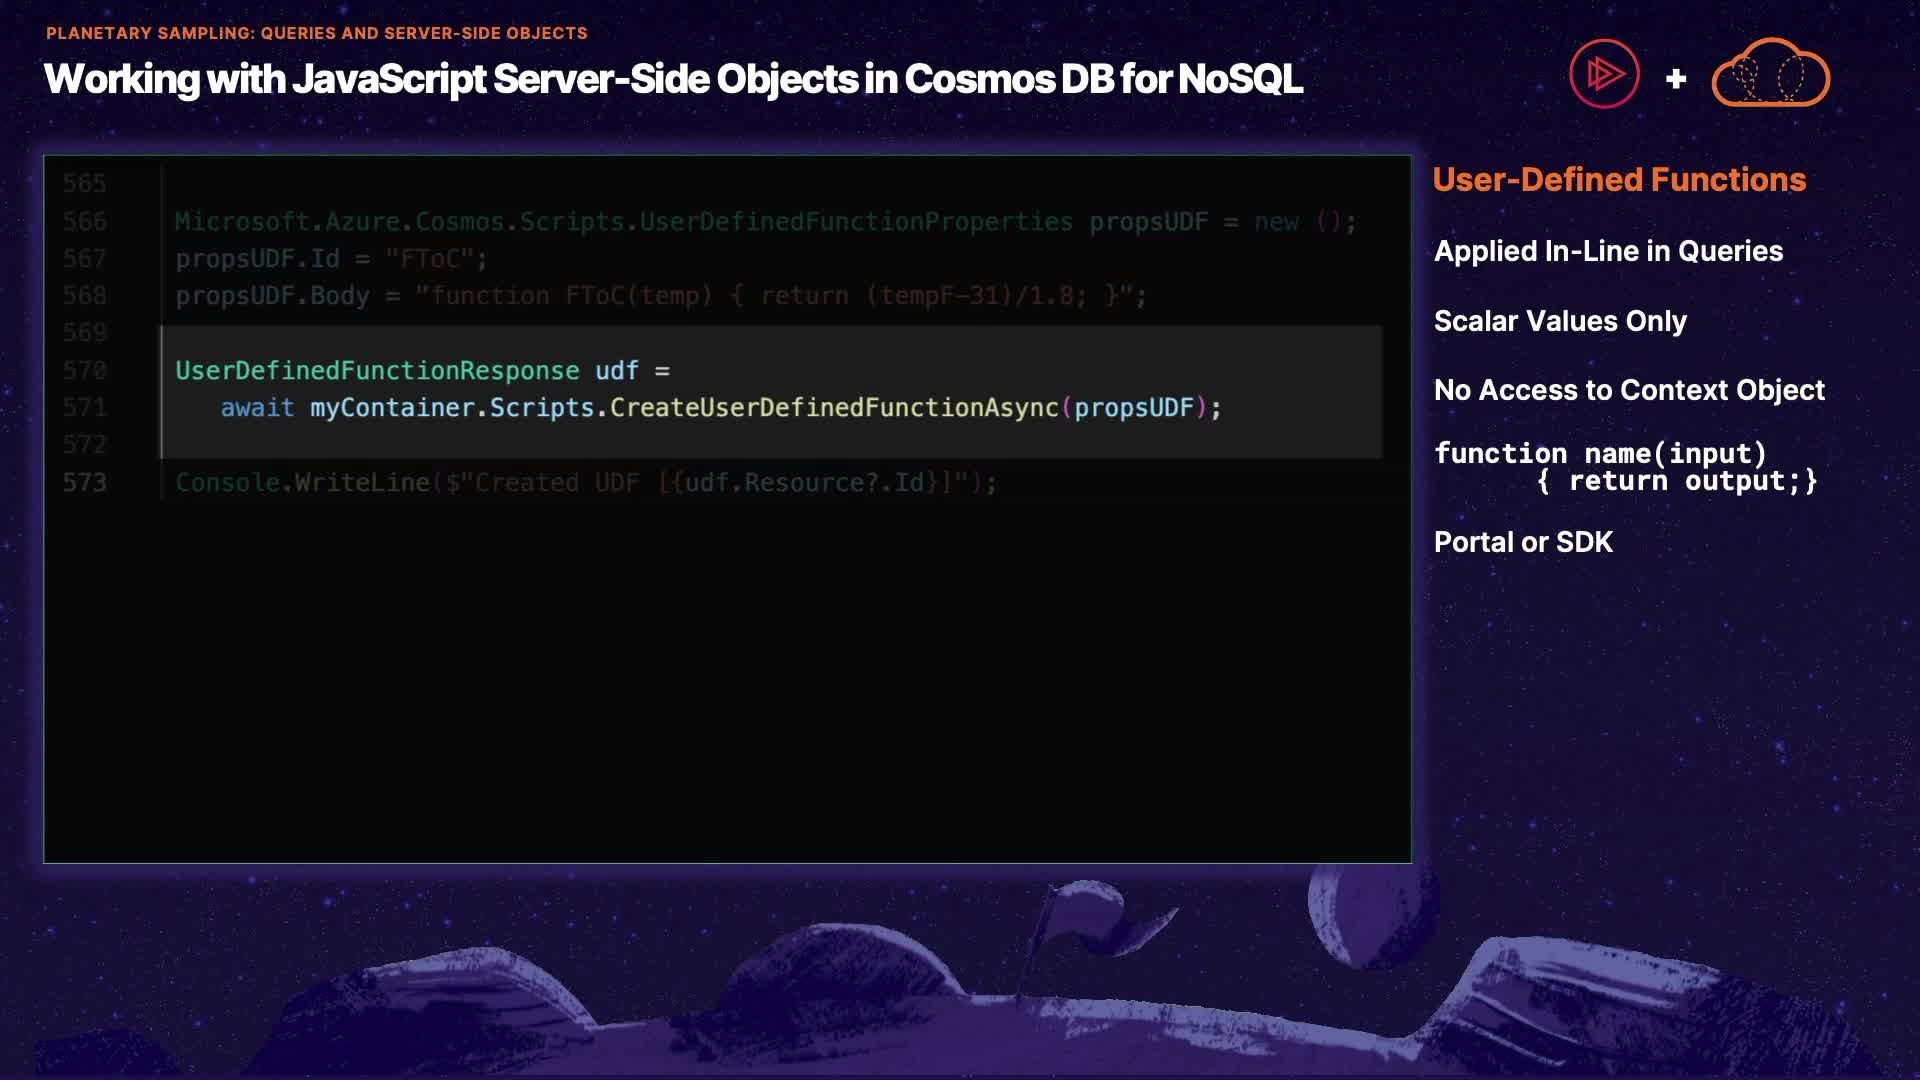 PLANETARY SAMPLING: QUERIES AND SERVER-SIDE OBJECTS
Working with JavaScript Server-Side Objects in Cosmos DB for NoSQL
+
565
566 Microsoft.Azure.Cosmos.Scripts.UserDefinedFunctionProperties propsUDF = new ();
567 propsUDF.Id = "FToC";
568 propsUDF.Body = "function FToC(temp) { return (tempF-31)/1.8; }";
569
570 UserDefinedFunctionResponse udf =
571 await myContainer.Scripts.CreateUserDefinedFunctionAsync(propsUDF);
572
573 Console.WriteLine($"Created UDF [{udf.Resource?.Id}]");
User-Defined Functions
Applied In-Line in Queries
Scalar Values Only
No Access to Context Object
function name(input)
{ return output;}
Portal or SDK